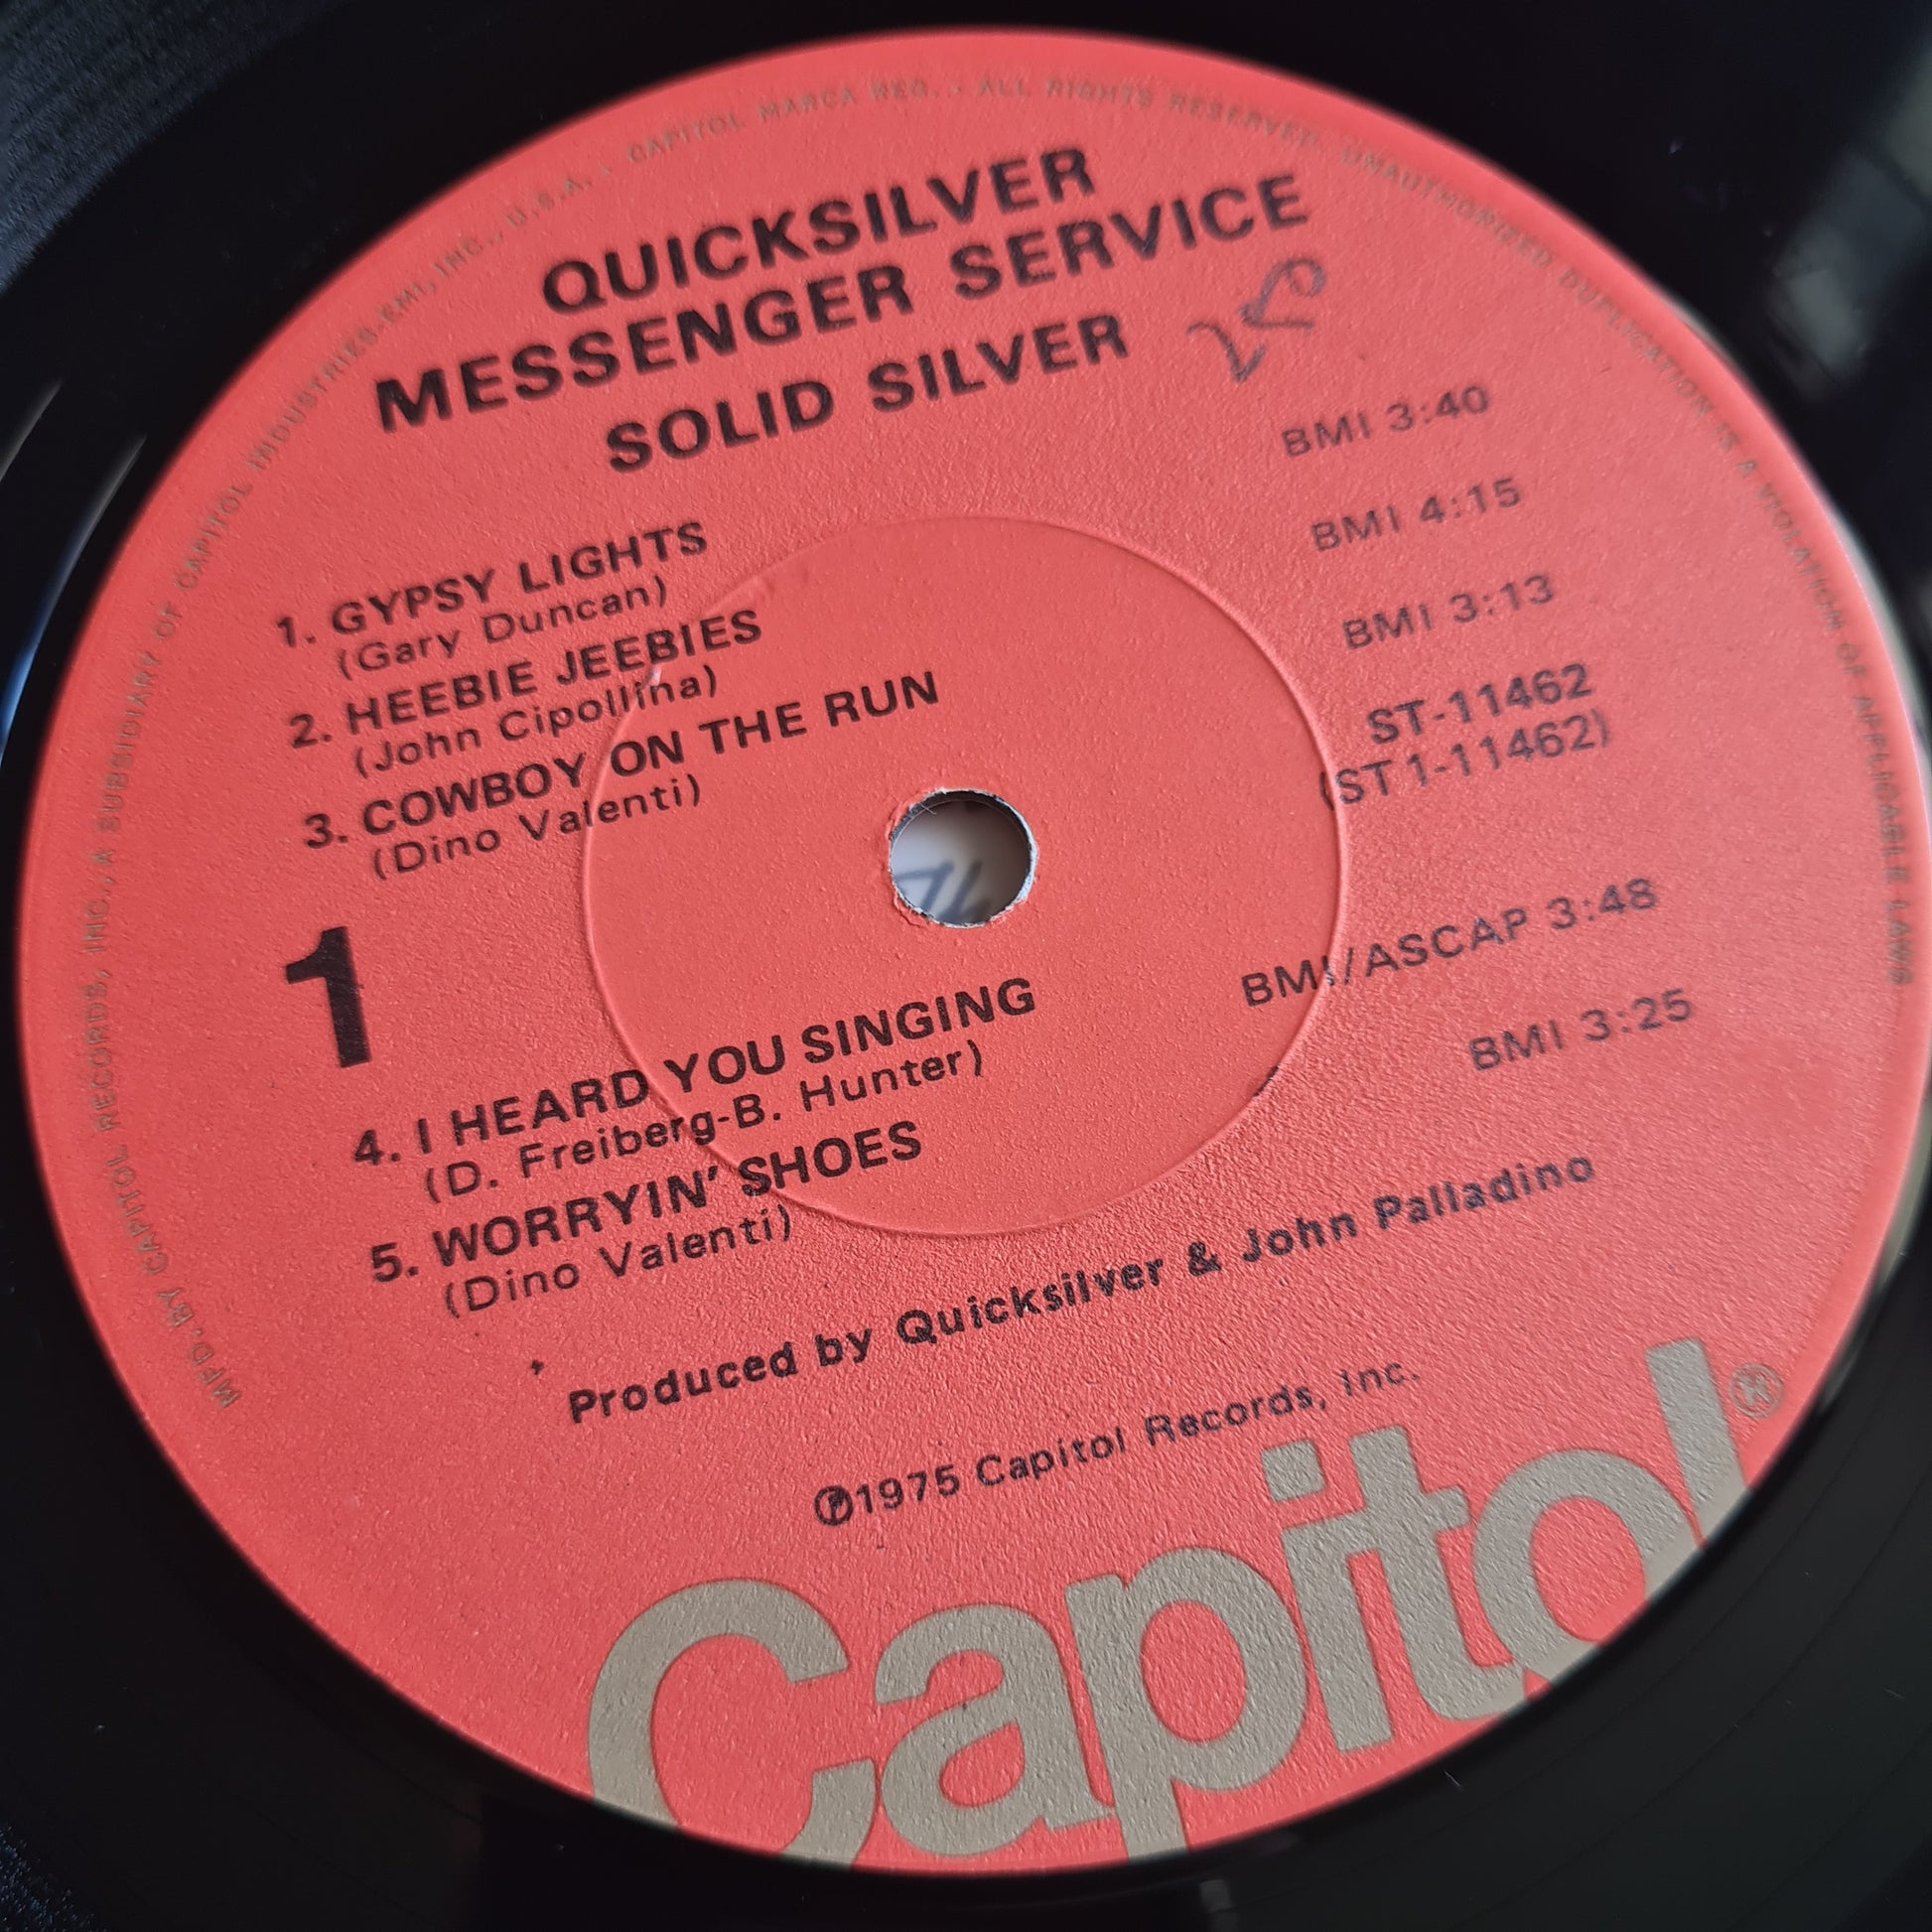 MFD. BY CAPITOL RECORDS, INC., A SUBSIDIARY OF CAPITOL INDUSTRIES-EMI, INC., U.S.A. • CAPITOL MARCA REG. • ALL RIGHTS RESERVED. UNAUTHORIZED DUPLICATION IS A VIOLATION OF APPLICABLE LAWS
QUICKSILVER
MESSENGER SERVICE
SOLID SILVER
1. GYPSY LIGHTS BMI 3:40
(Gary Duncan)
2. HEEBIE JEEBIES BMI 4:15
(John Cipollina)
3. COWBOY ON THE RUN BMI 3:13
(Dino Valenti)
ST-11462
(ST1-11462)
1
4. I HEARD YOU SINGING BMI/ASCAP 3:48
(D. Freiberg-B. Hunter)
5. WORRYIN' SHOES BMI 3:25
(Dino Valenti)
Produced by Quicksilver & John Palladino
℗1975 Capitol Records, Inc.
Capitol®